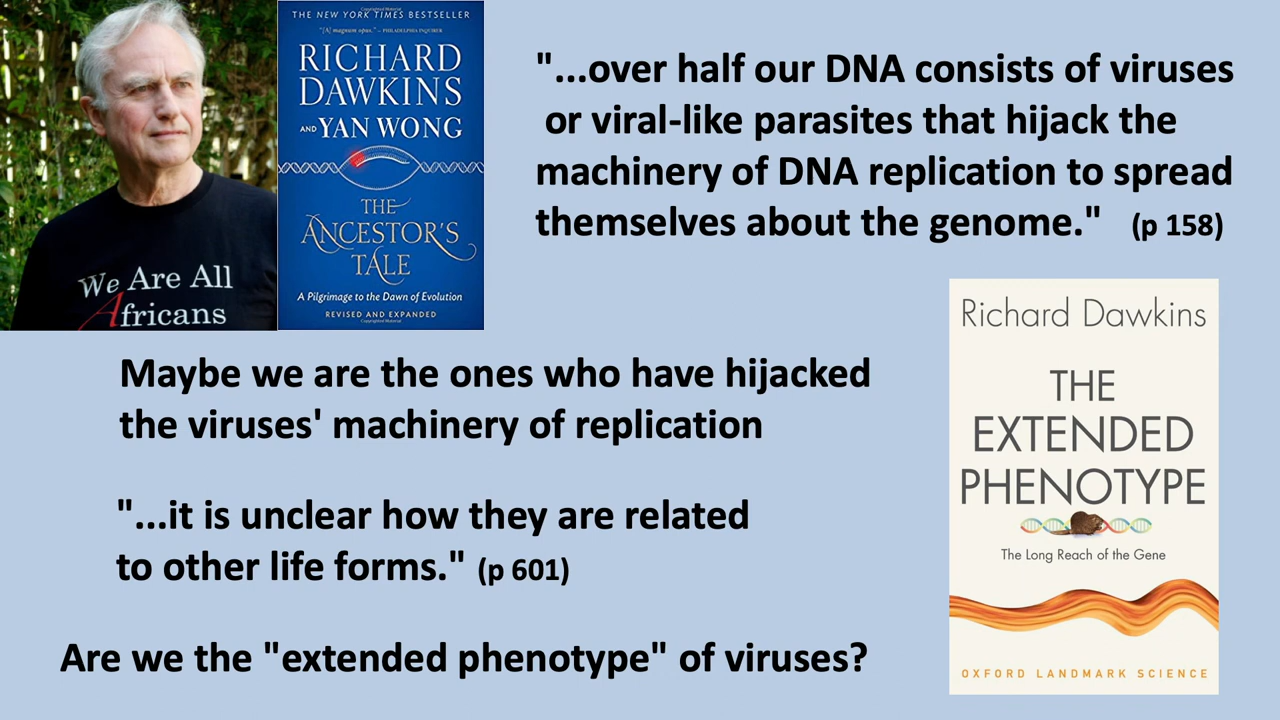 We Are All
Africans
Copyrighted Material
THE NEW YORK TIMES BESTSELLER
"[A] magnum opus." – PHILADELPHIA INQUIRER
RICHARD
DAWKINS
AND YAN WONG
THE
ANCESTOR'S
TALE
A Pilgrimage to the Dawn of Evolution
REVISED AND EXPANDED
Copyrighted Material
"...over half our DNA consists of viruses
or viral-like parasites that hijack the
machinery of DNA replication to spread
themselves about the genome." (p 158)
Maybe we are the ones who have hijacked
the viruses' machinery of replication
"...it is unclear how they are related
to other life forms." (p 601)
Are we the "extended phenotype" of viruses?
Richard Dawkins
THE
EXTENDED
PHENOTYPE
The Long Reach of the Gene
OXFORD LANDMARK SCIENCE